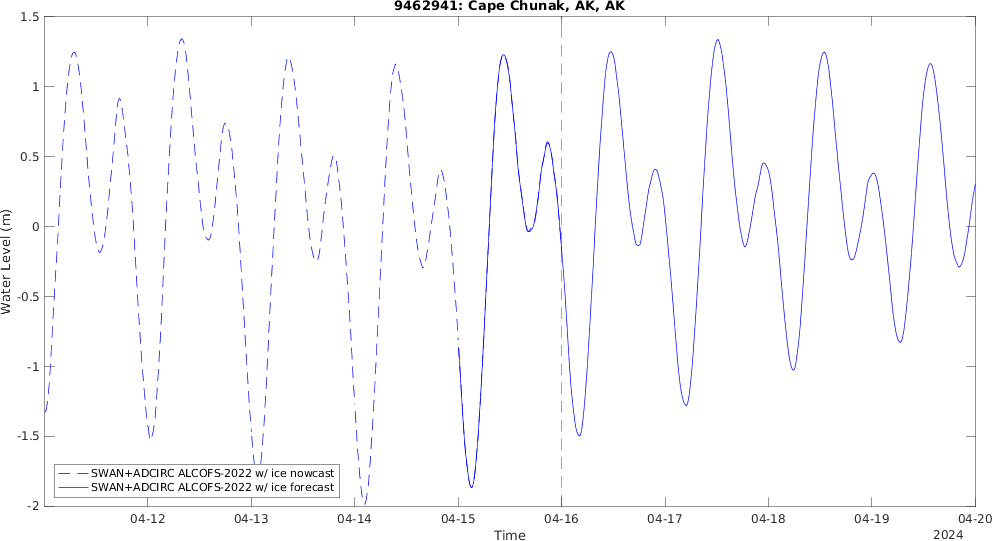 9462941: Cape Chunak, AK, AK
1.5
1
0.5
0
-0.5
-1
-1.5
-2
Water Level (m)
SWAN+ADCIRC ALCOFS-2022 w/ ice nowcast
SWAN+ADCIRC ALCOFS-2022 w/ ice forecast
04-12 04-13 04-14 04-15 04-16 04-17 04-18 04-19 04-20
Time
2024